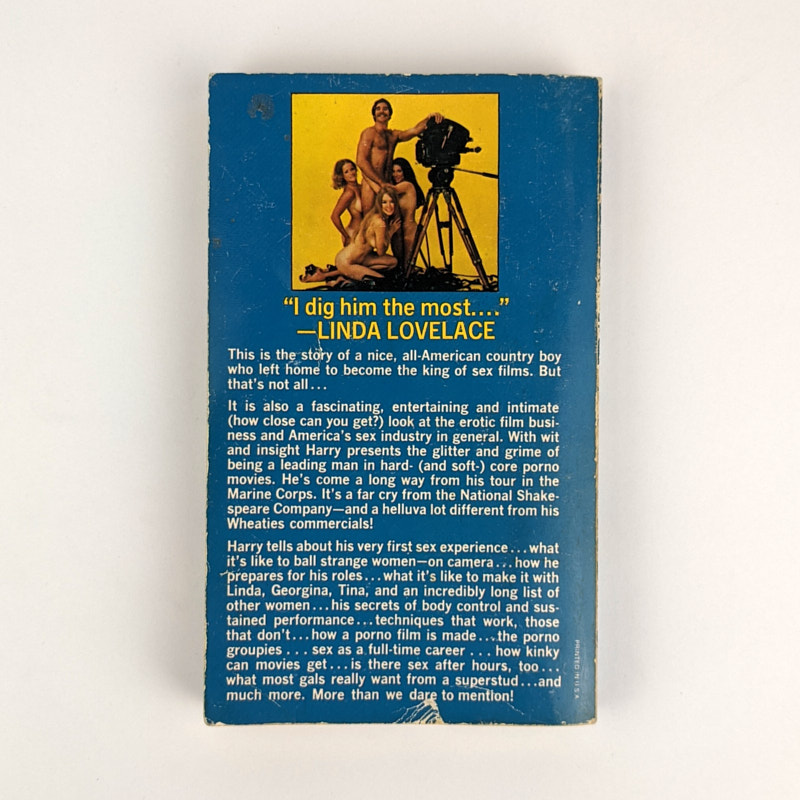 “I dig him the most....”
—LINDA LOVELACE
This is the story of a nice, all-American country boy
who left home to become the king of sex films. But
that's not all...
It is also a fascinating, entertaining and intimate
(how close can you get?) look at the erotic film busi-
ness and America's sex industry in general. With wit
and insight Harry presents the glitter and grime of
being a leading man in hard- (and soft-) core porno
movies. He's come a long way from his tour in the
Marine Corps. It's a far cry from the National Shake-
speare Company—and a helluva lot different from his
Wheaties commercials!
Harry tells about his very first sex experience...what
it's like to ball strange women—on camera...how he
prepares for his roles...what it's like to make it with
Linda, Georgina, Tina, and an incredibly long list of
other women...his secrets of body control and sus-
tained performance...techniques that work, those
that don't...how a porno film is made...the porno
groupies . . . sex as a full-time career . . . how kinky
can movies get...is there sex after hours, too...
what most gals really want from a superstud...and
much more. More than we dare to mention!
PRINTED IN U.S.A.